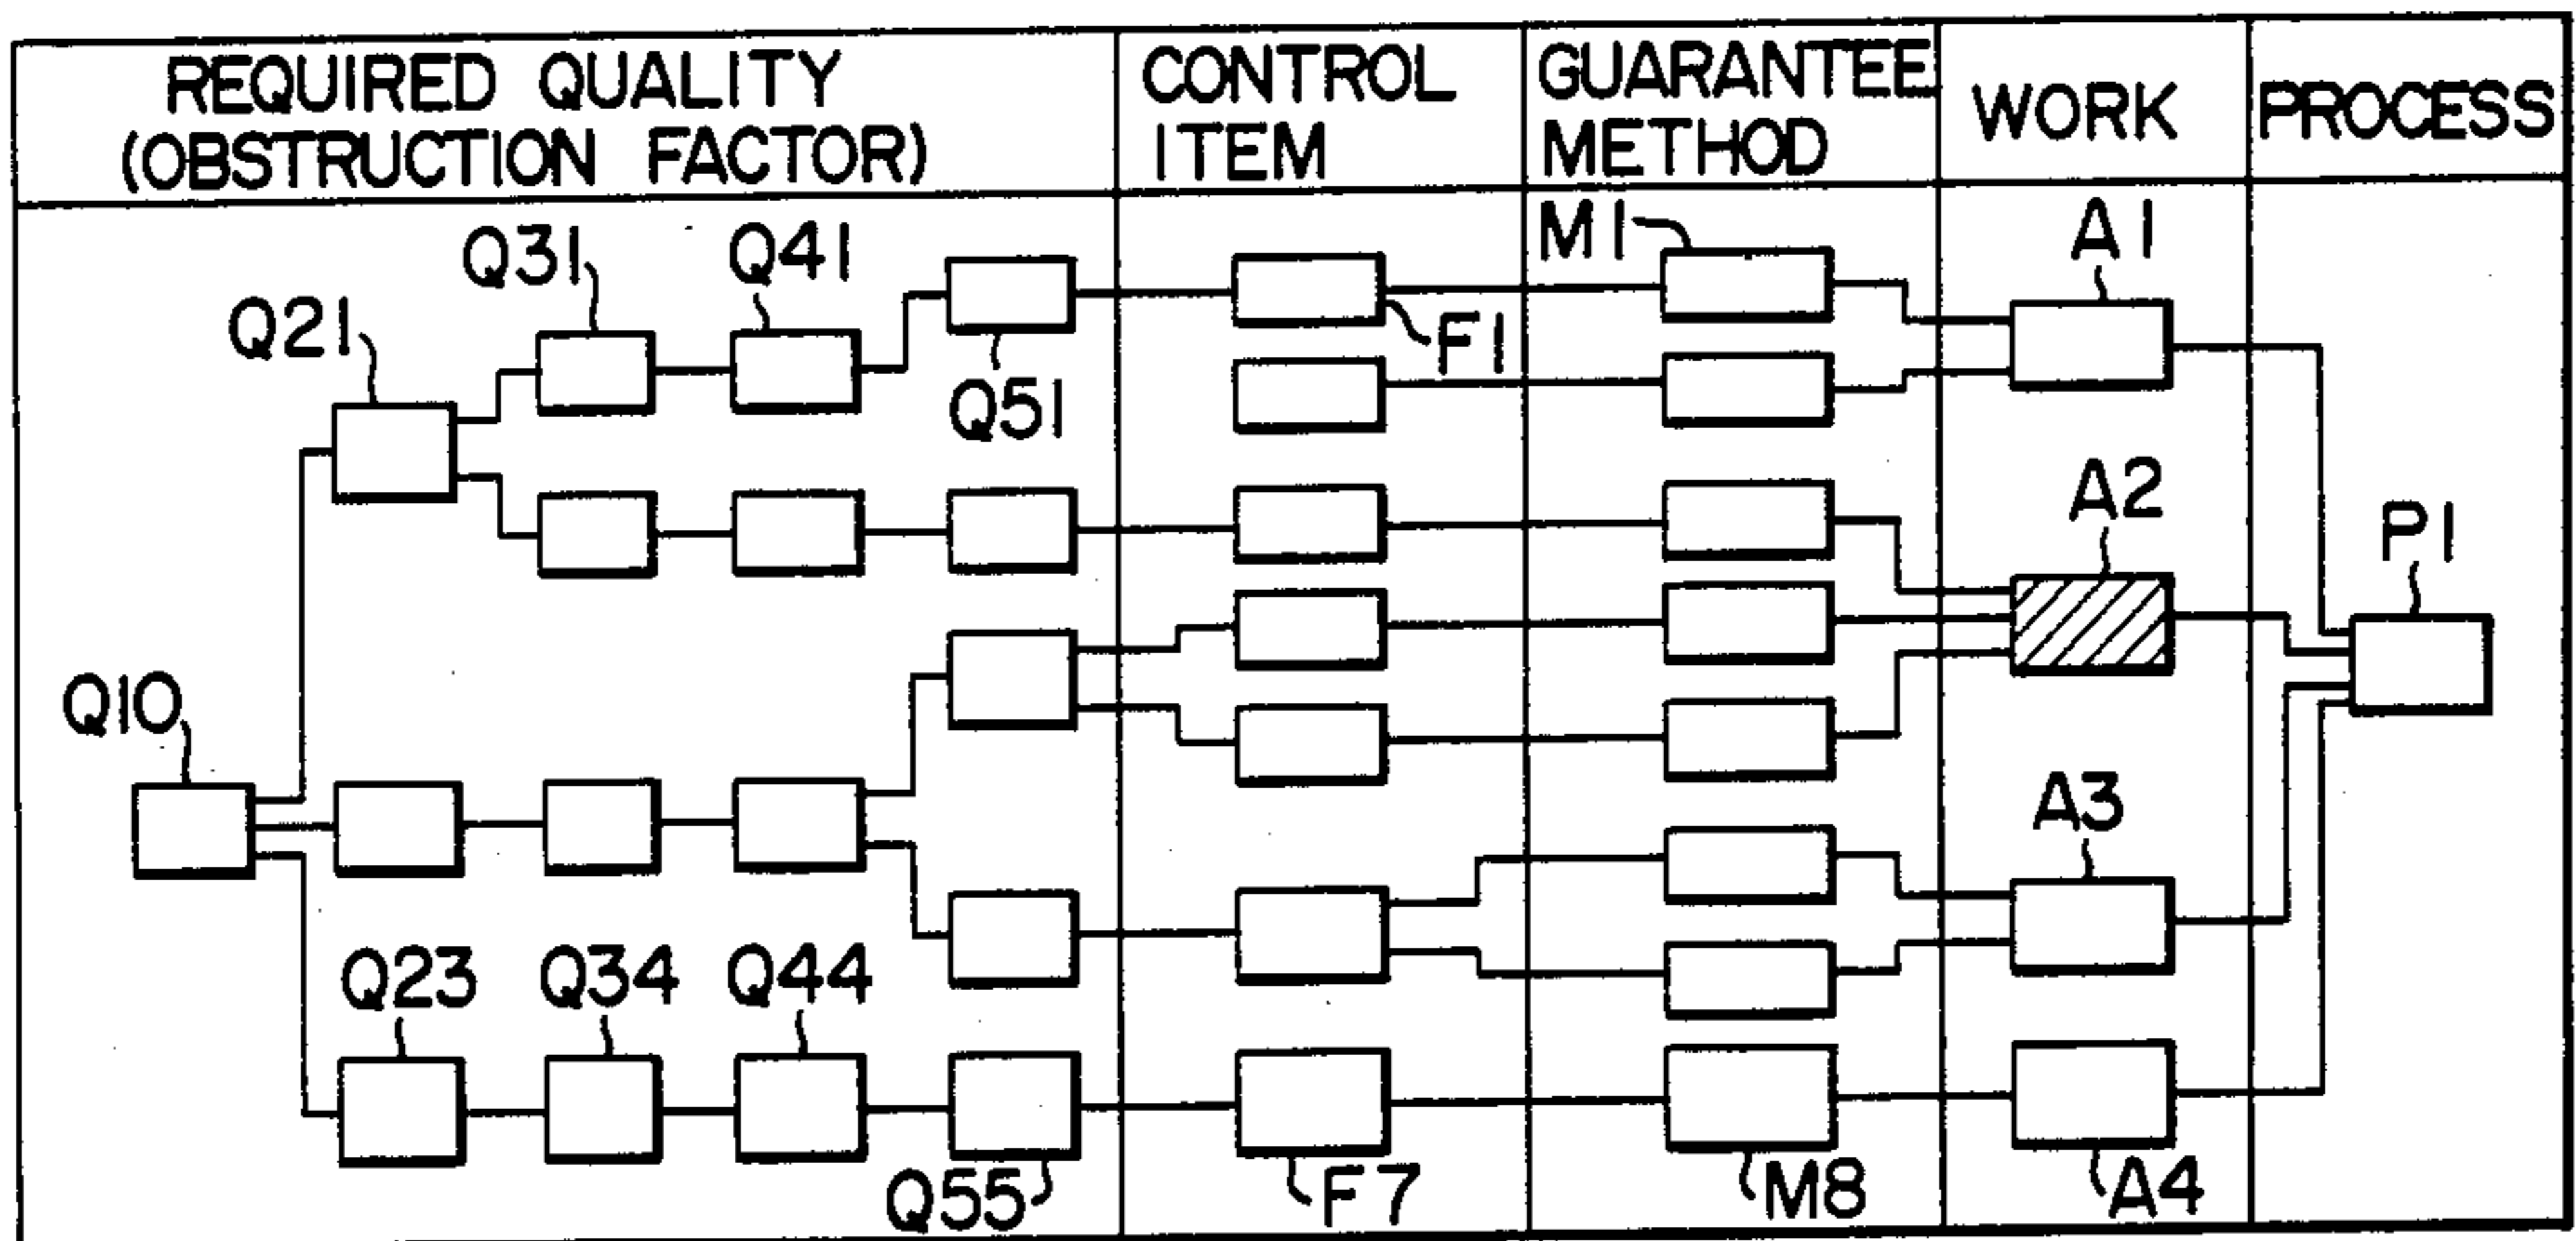 REQUIRED QUALITY
(OBSTRUCTION FACTOR)
CONTROL
ITEM
GUARANTEE
METHOD
WORK
PROCESS
M1
A1
Q31
Q41
Q21
F1
Q51
A2
P1
Q10
A3
Q23
Q34
Q44
Q55
F7
M8
A4